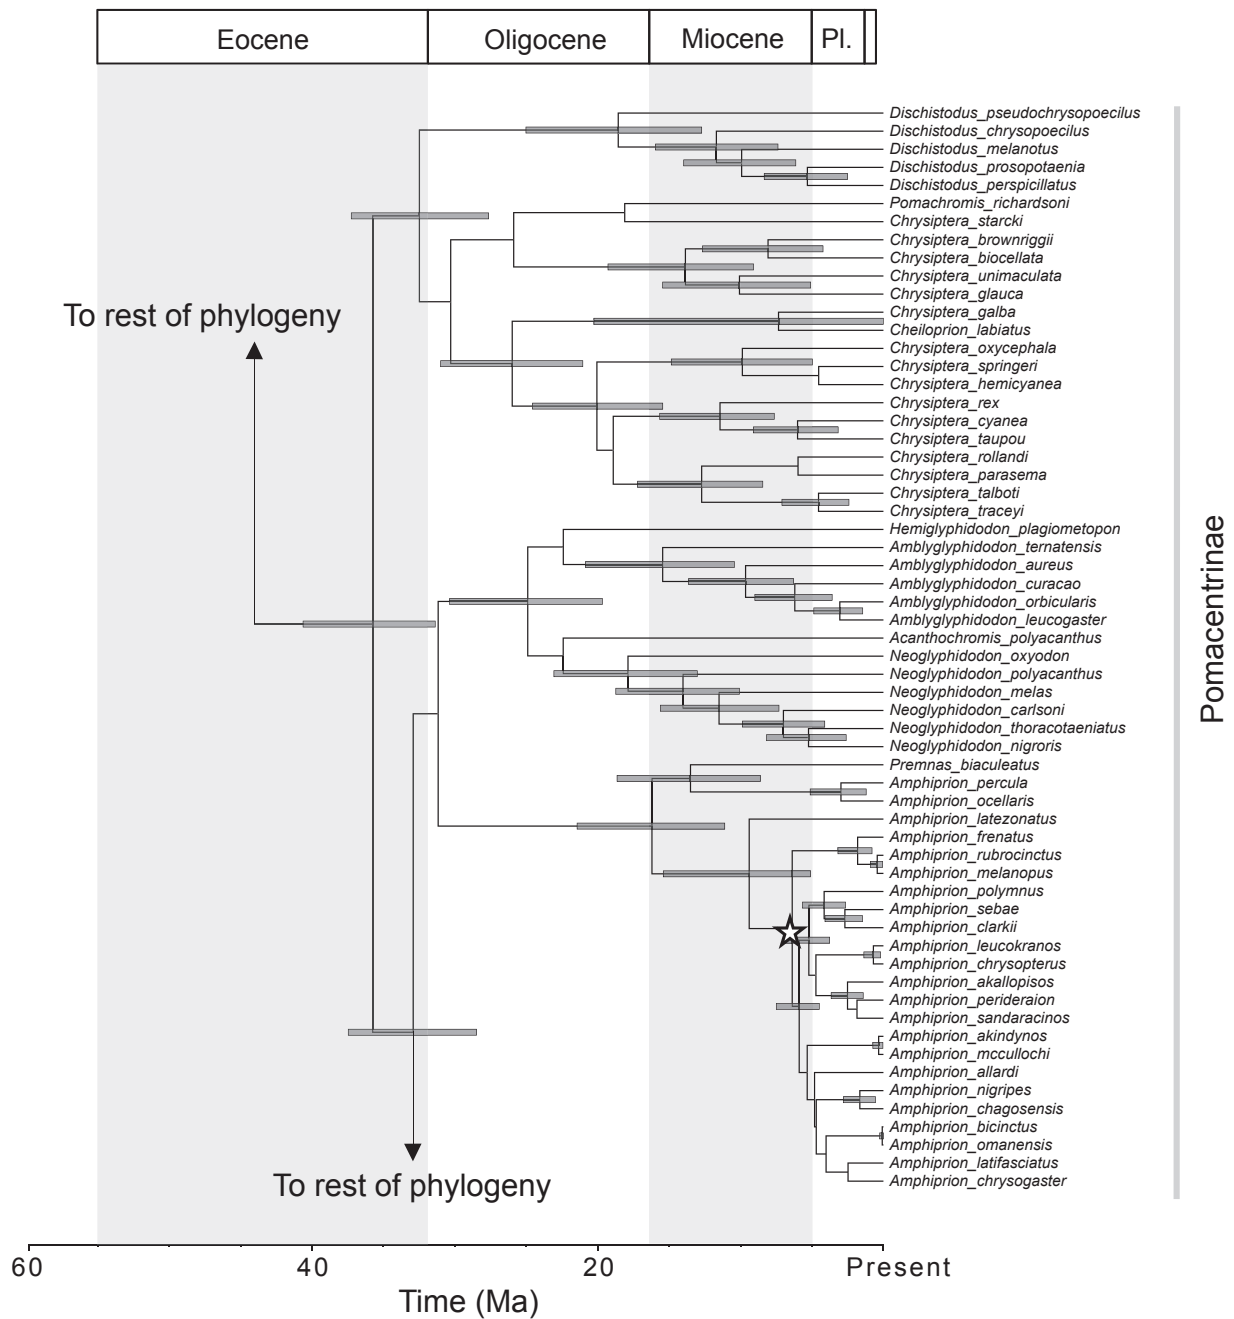 Eocene
Oligocene
Miocene
Pl.
Dischistodus_pseudochrysopoecilus
Dischistodus_chrysopoecilus
Dischistodus_melanotus
Dischistodus_prosopotaenia
Dischistodus_perspicillatus
Pomachromis_richardsoni
Chrysiptera_starcki
Chrysiptera_brownriggii
Chrysiptera_biocellata
Chrysiptera_unimaculata
Chrysiptera_glauca
Chrysiptera_galba
Cheiloprion_labiatus
Chrysiptera_oxycephala
Chrysiptera_springeri
Chrysiptera_hemicyanea
Chrysiptera_rex
Chrysiptera_cyanea
Chrysiptera_taupou
Chrysiptera_rollandi
Chrysiptera_parasema
Chrysiptera_talboti
Chrysiptera_traceyi
Hemiglyphidodon_plagiometopon
Amblyglyphidodon_ternatensis
Amblyglyphidodon_aureus
Amblyglyphidodon_curacao
Amblyglyphidodon_orbicularis
Amblyglyphidodon_leucogaster
Acanthochromis_polyacanthus
Neoglyphidodon_oxyodon
Neoglyphidodon_polyacanthus
Neoglyphidodon_melas
Neoglyphidodon_carlsoni
Neoglyphidodon_thoracotaeniatus
Neoglyphidodon_nigroris
Premnas_biaculeatus
Amphiprion_percula
Amphiprion_ocellaris
Amphiprion_latezonatus
Amphiprion_frenatus
Amphiprion_rubrocinctus
Amphiprion_melanopus
Amphiprion_polymnus
Amphiprion_sebae
Amphiprion_clarkii
Amphiprion_leucokranos
Amphiprion_chrysopterus
Amphiprion_akallopisos
Amphiprion_perideraion
Amphiprion_sandaracinos
Amphiprion_akindynos
Amphiprion_mccullochi
Amphiprion_allardi
Amphiprion_nigripes
Amphiprion_chagosensis
Amphiprion_bicinctus
Amphiprion_omanensis
Amphiprion_latifasciatus
Amphiprion_chrysogaster
To rest of phylogeny
To rest of phylogeny
Pomacentrinae
60
40
20
Present
Time (Ma)